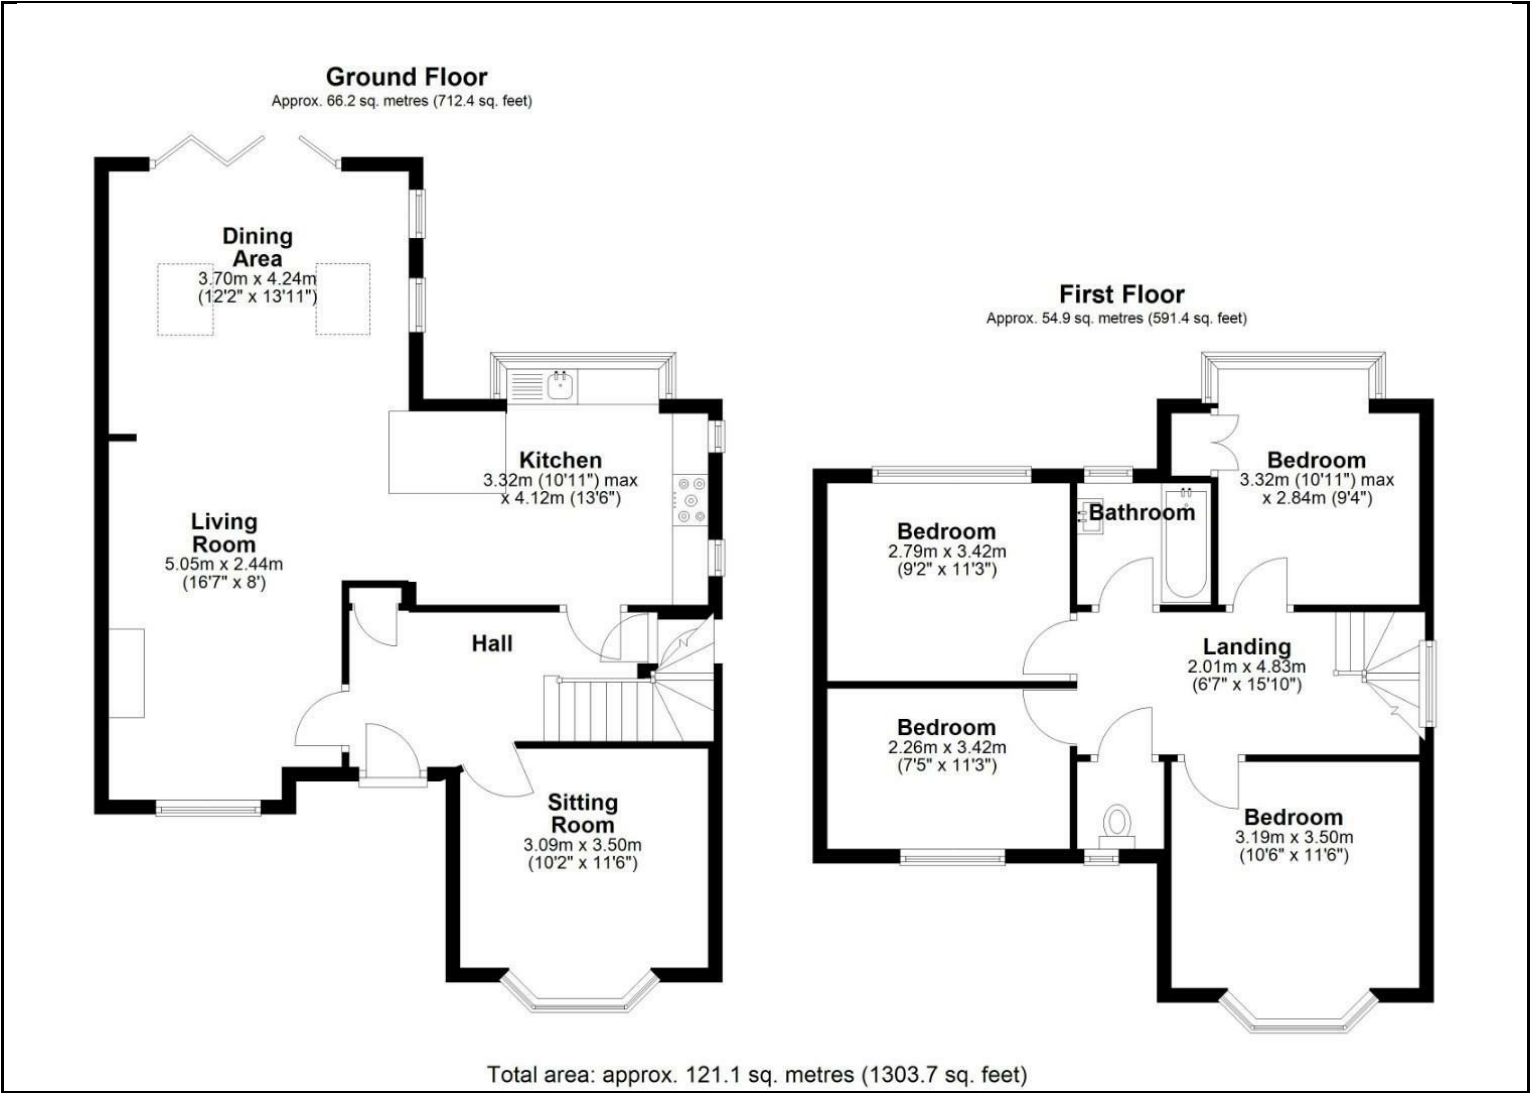 Ground Floor
Approx. 66.2 sq. metres (712.4 sq. feet)
Dining
Area
3.70m x 4.24m
(12'2" x 13'11")
Kitchen
3.32m (10'11") max
x 4.12m (13'6")
Living
Room
5.05m x 2.44m
(16'7" x 8')
Hall
Sitting
Room
3.09m x 3.50m
(10'2" x 11'6")
First Floor
Approx. 54.9 sq. metres (591.4 sq. feet)
Bedroom
3.32m (10'11") max
x 2.84m (9'4")
Bathroom
Bedroom
2.79m x 3.42m
(9'2" x 11'3")
Landing
2.01m x 4.83m
(6'7" x 15'10")
Bedroom
2.26m x 3.42m
(7'5" x 11'3")
Bedroom
3.19m x 3.50m
(10'6" x 11'6")
Total area: approx. 121.1 sq. metres (1303.7 sq. feet)